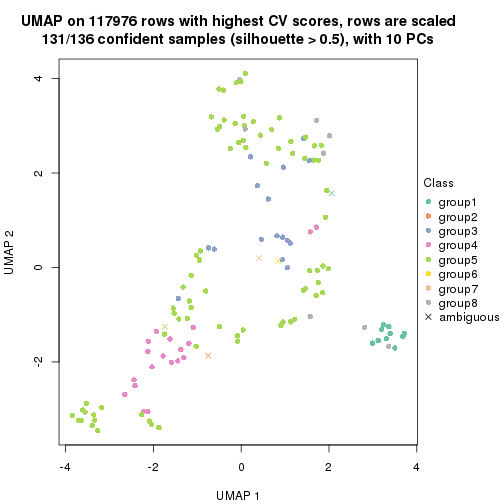 UMAP on 117976 rows with highest CV scores, rows are scaled
131/136 confident samples (silhouette > 0.5), with 10 PCs
4
2
0
-2
UMAP 2
-4
-2
0
2
4
UMAP 1
Class
group1
group2
group3
group4
group5
group6
group7
group8
ambiguous